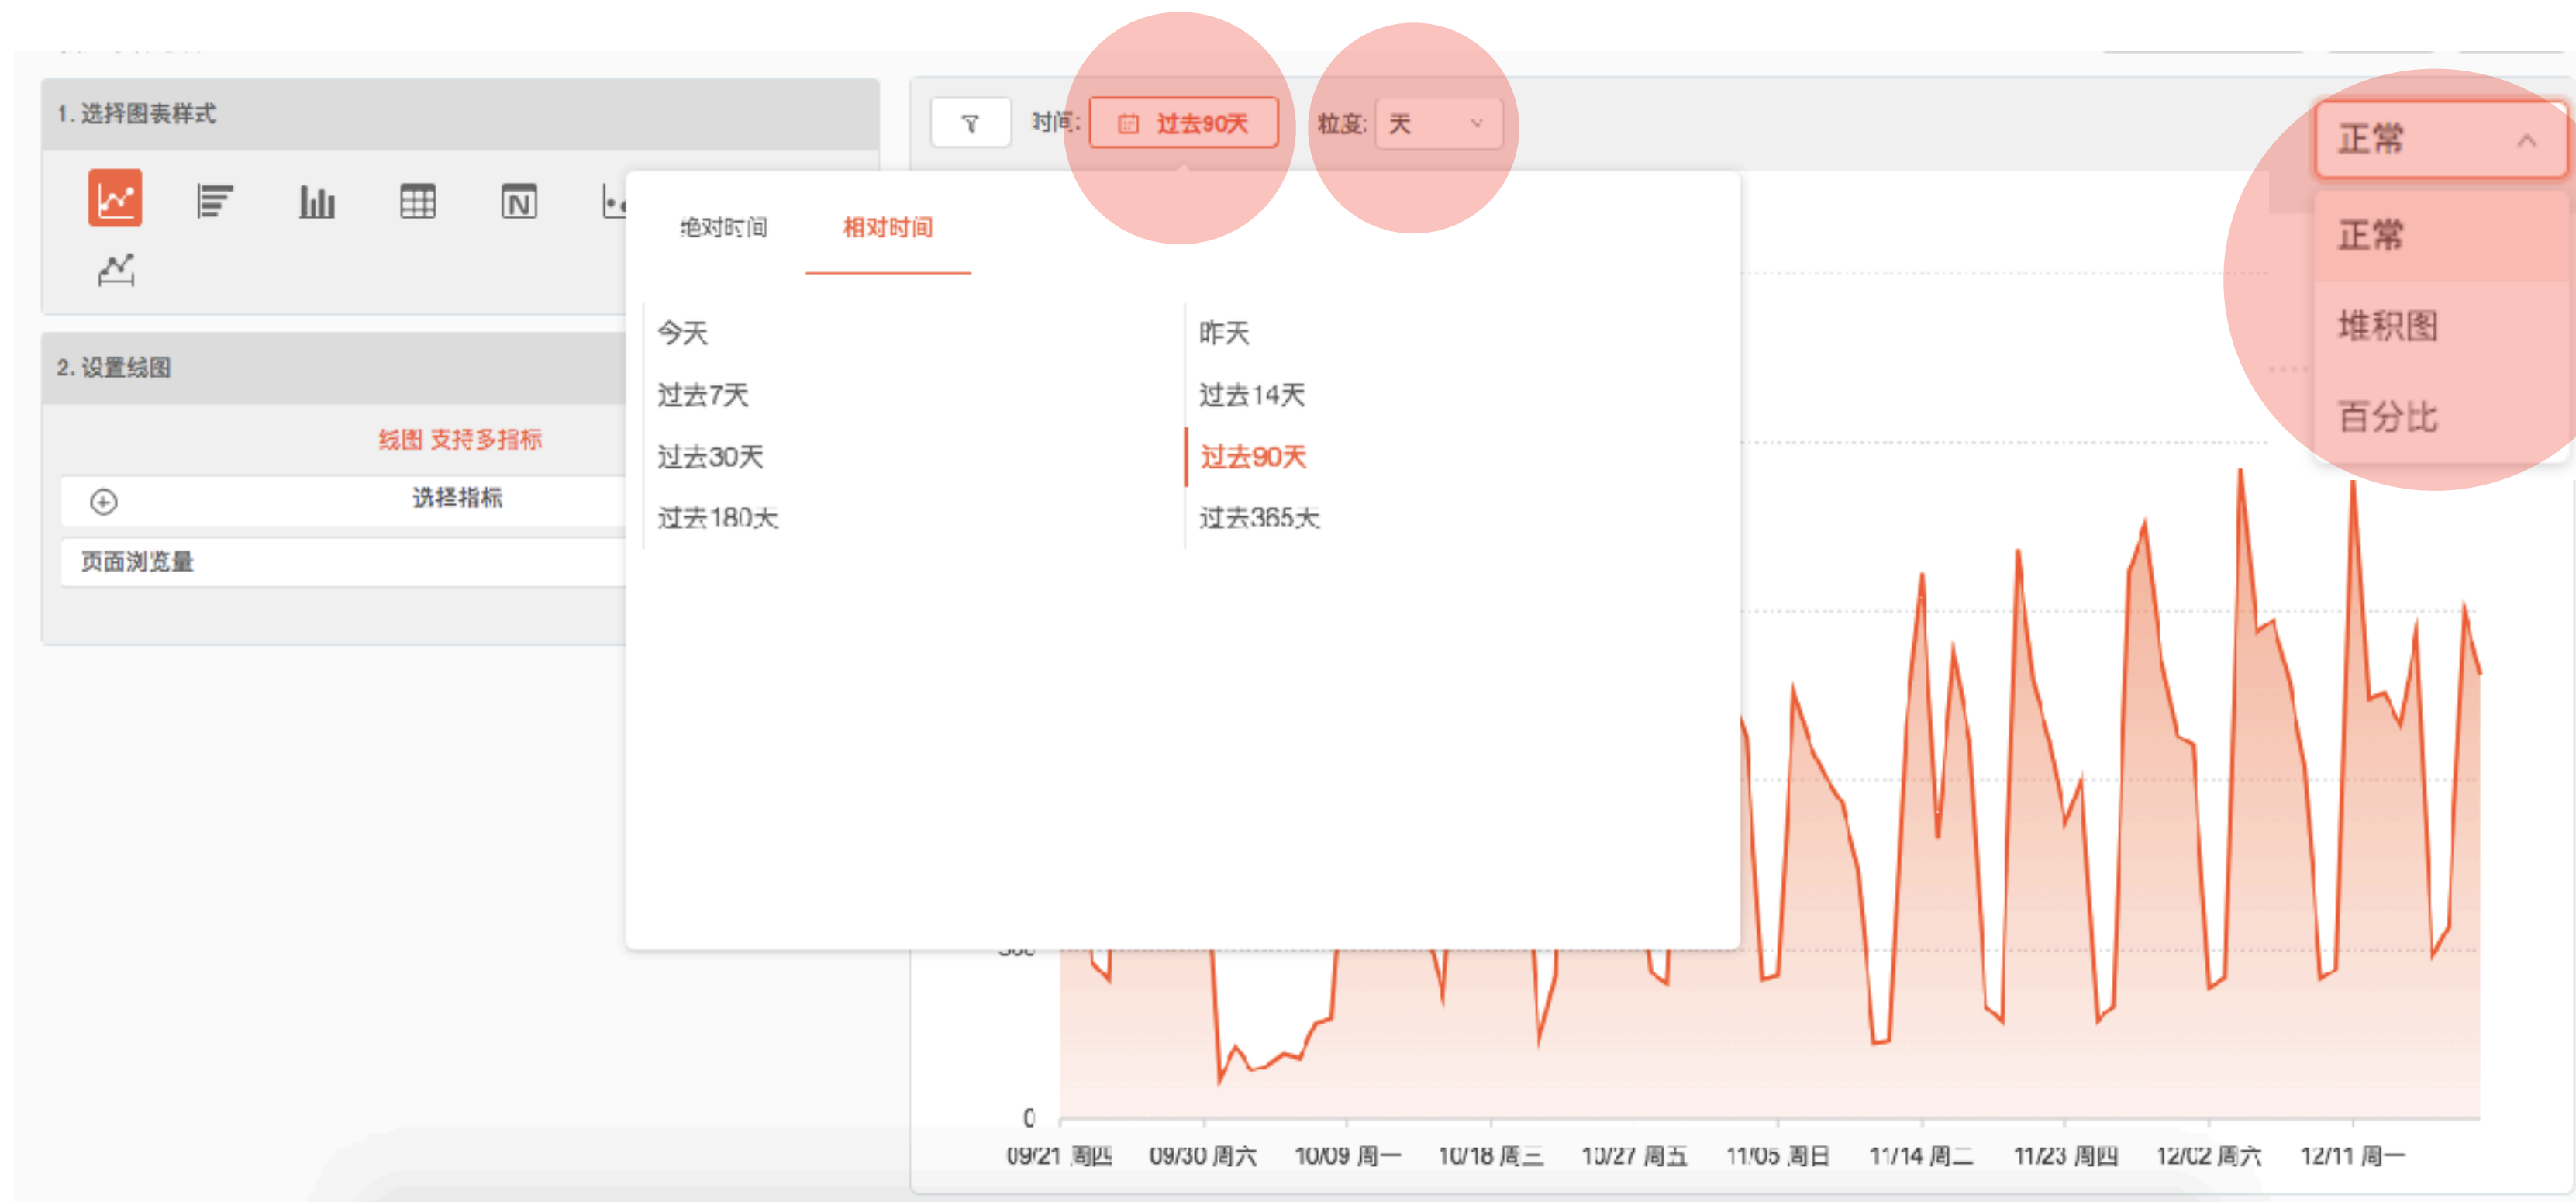 1. 选择图表样式
2. 设置线图
线图 支持多指标
选择指标
页面浏览量
时间: 过去90天 粒度: 天
正常
正常
堆积图
百分比
绝对时间 相对时间
今天 昨天
过去7天 过去14天
过去30天 过去90天
过去180天 过去365天
0
09/21 周四 09/30 周六 10/09 周一 10/18 周三 10/27 周五 11/05 周日 11/14 周二 11/23 周四 12/02 周六 12/11 周一